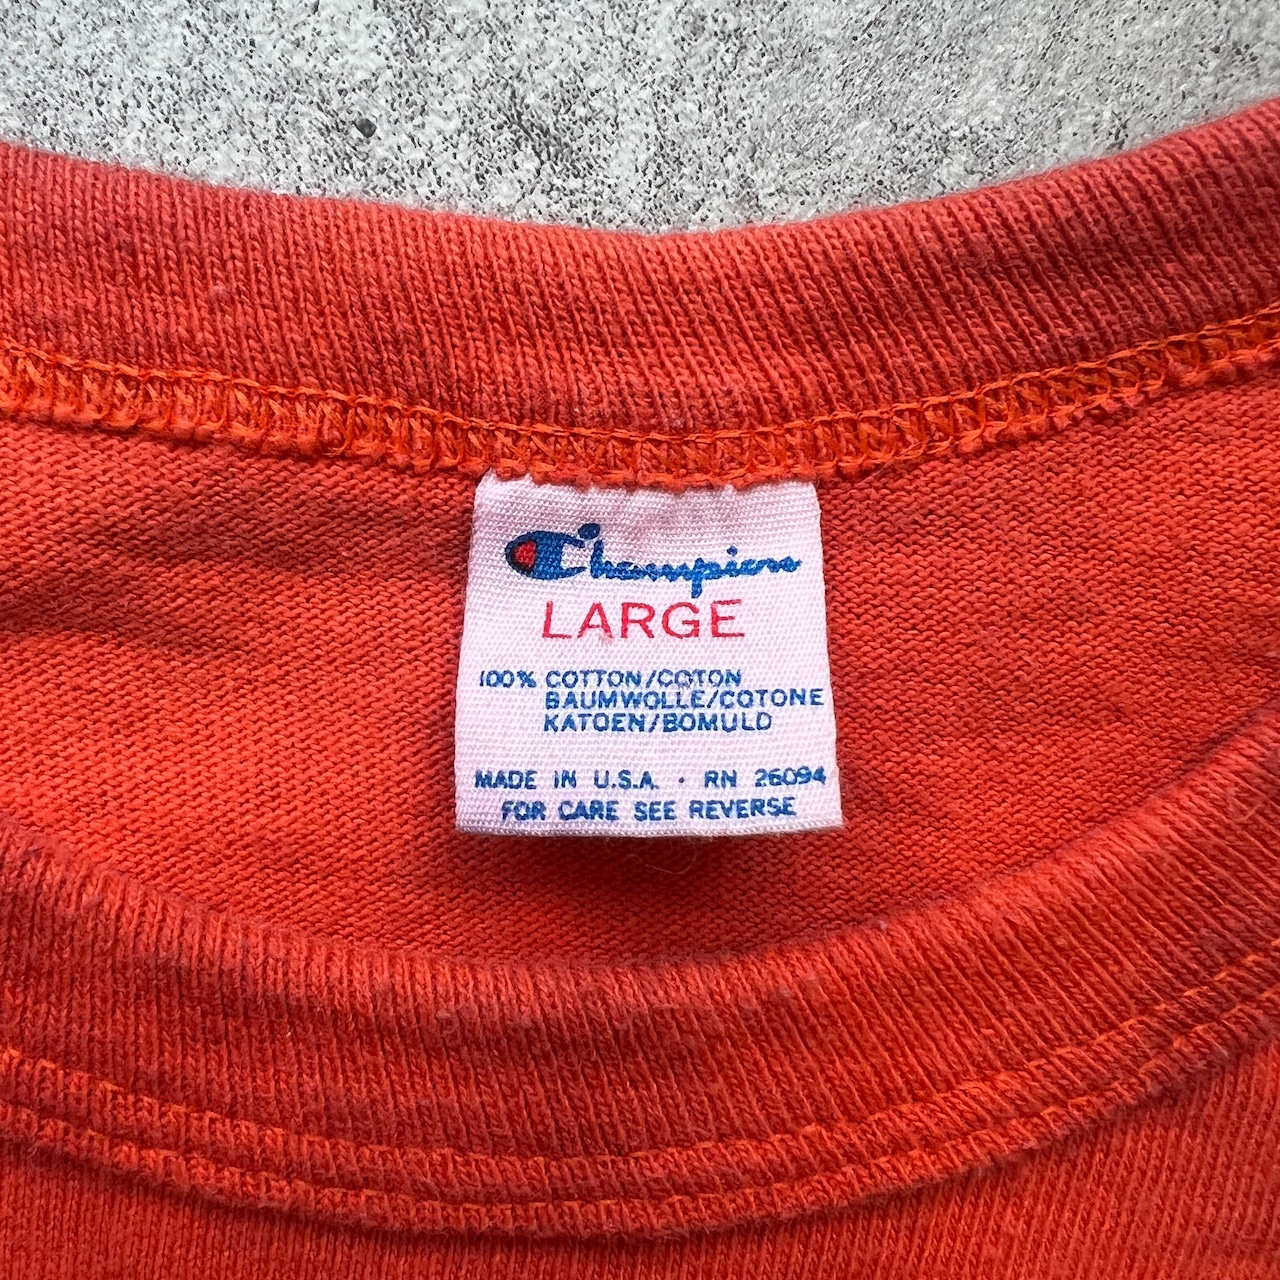 Champion
LARGE
100% COTTON/COTON
BAUMWOLLE/COTONE
KATOEN/BOMULD
MADE IN U.S.A. · RN 26094
FOR CARE SEE REVERSE